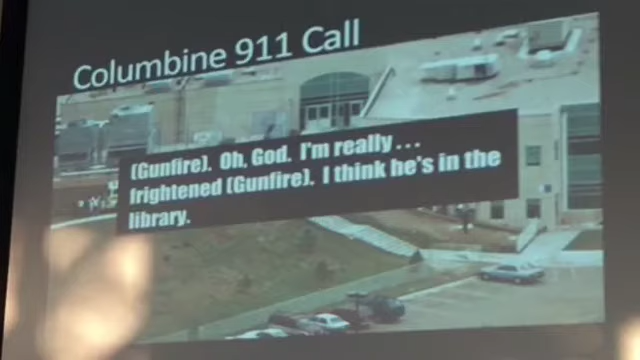 Columbine 911 Call
(Gunfire). Oh, God. I'm really . . .
frightened (Gunfire). I think he's in the
library.